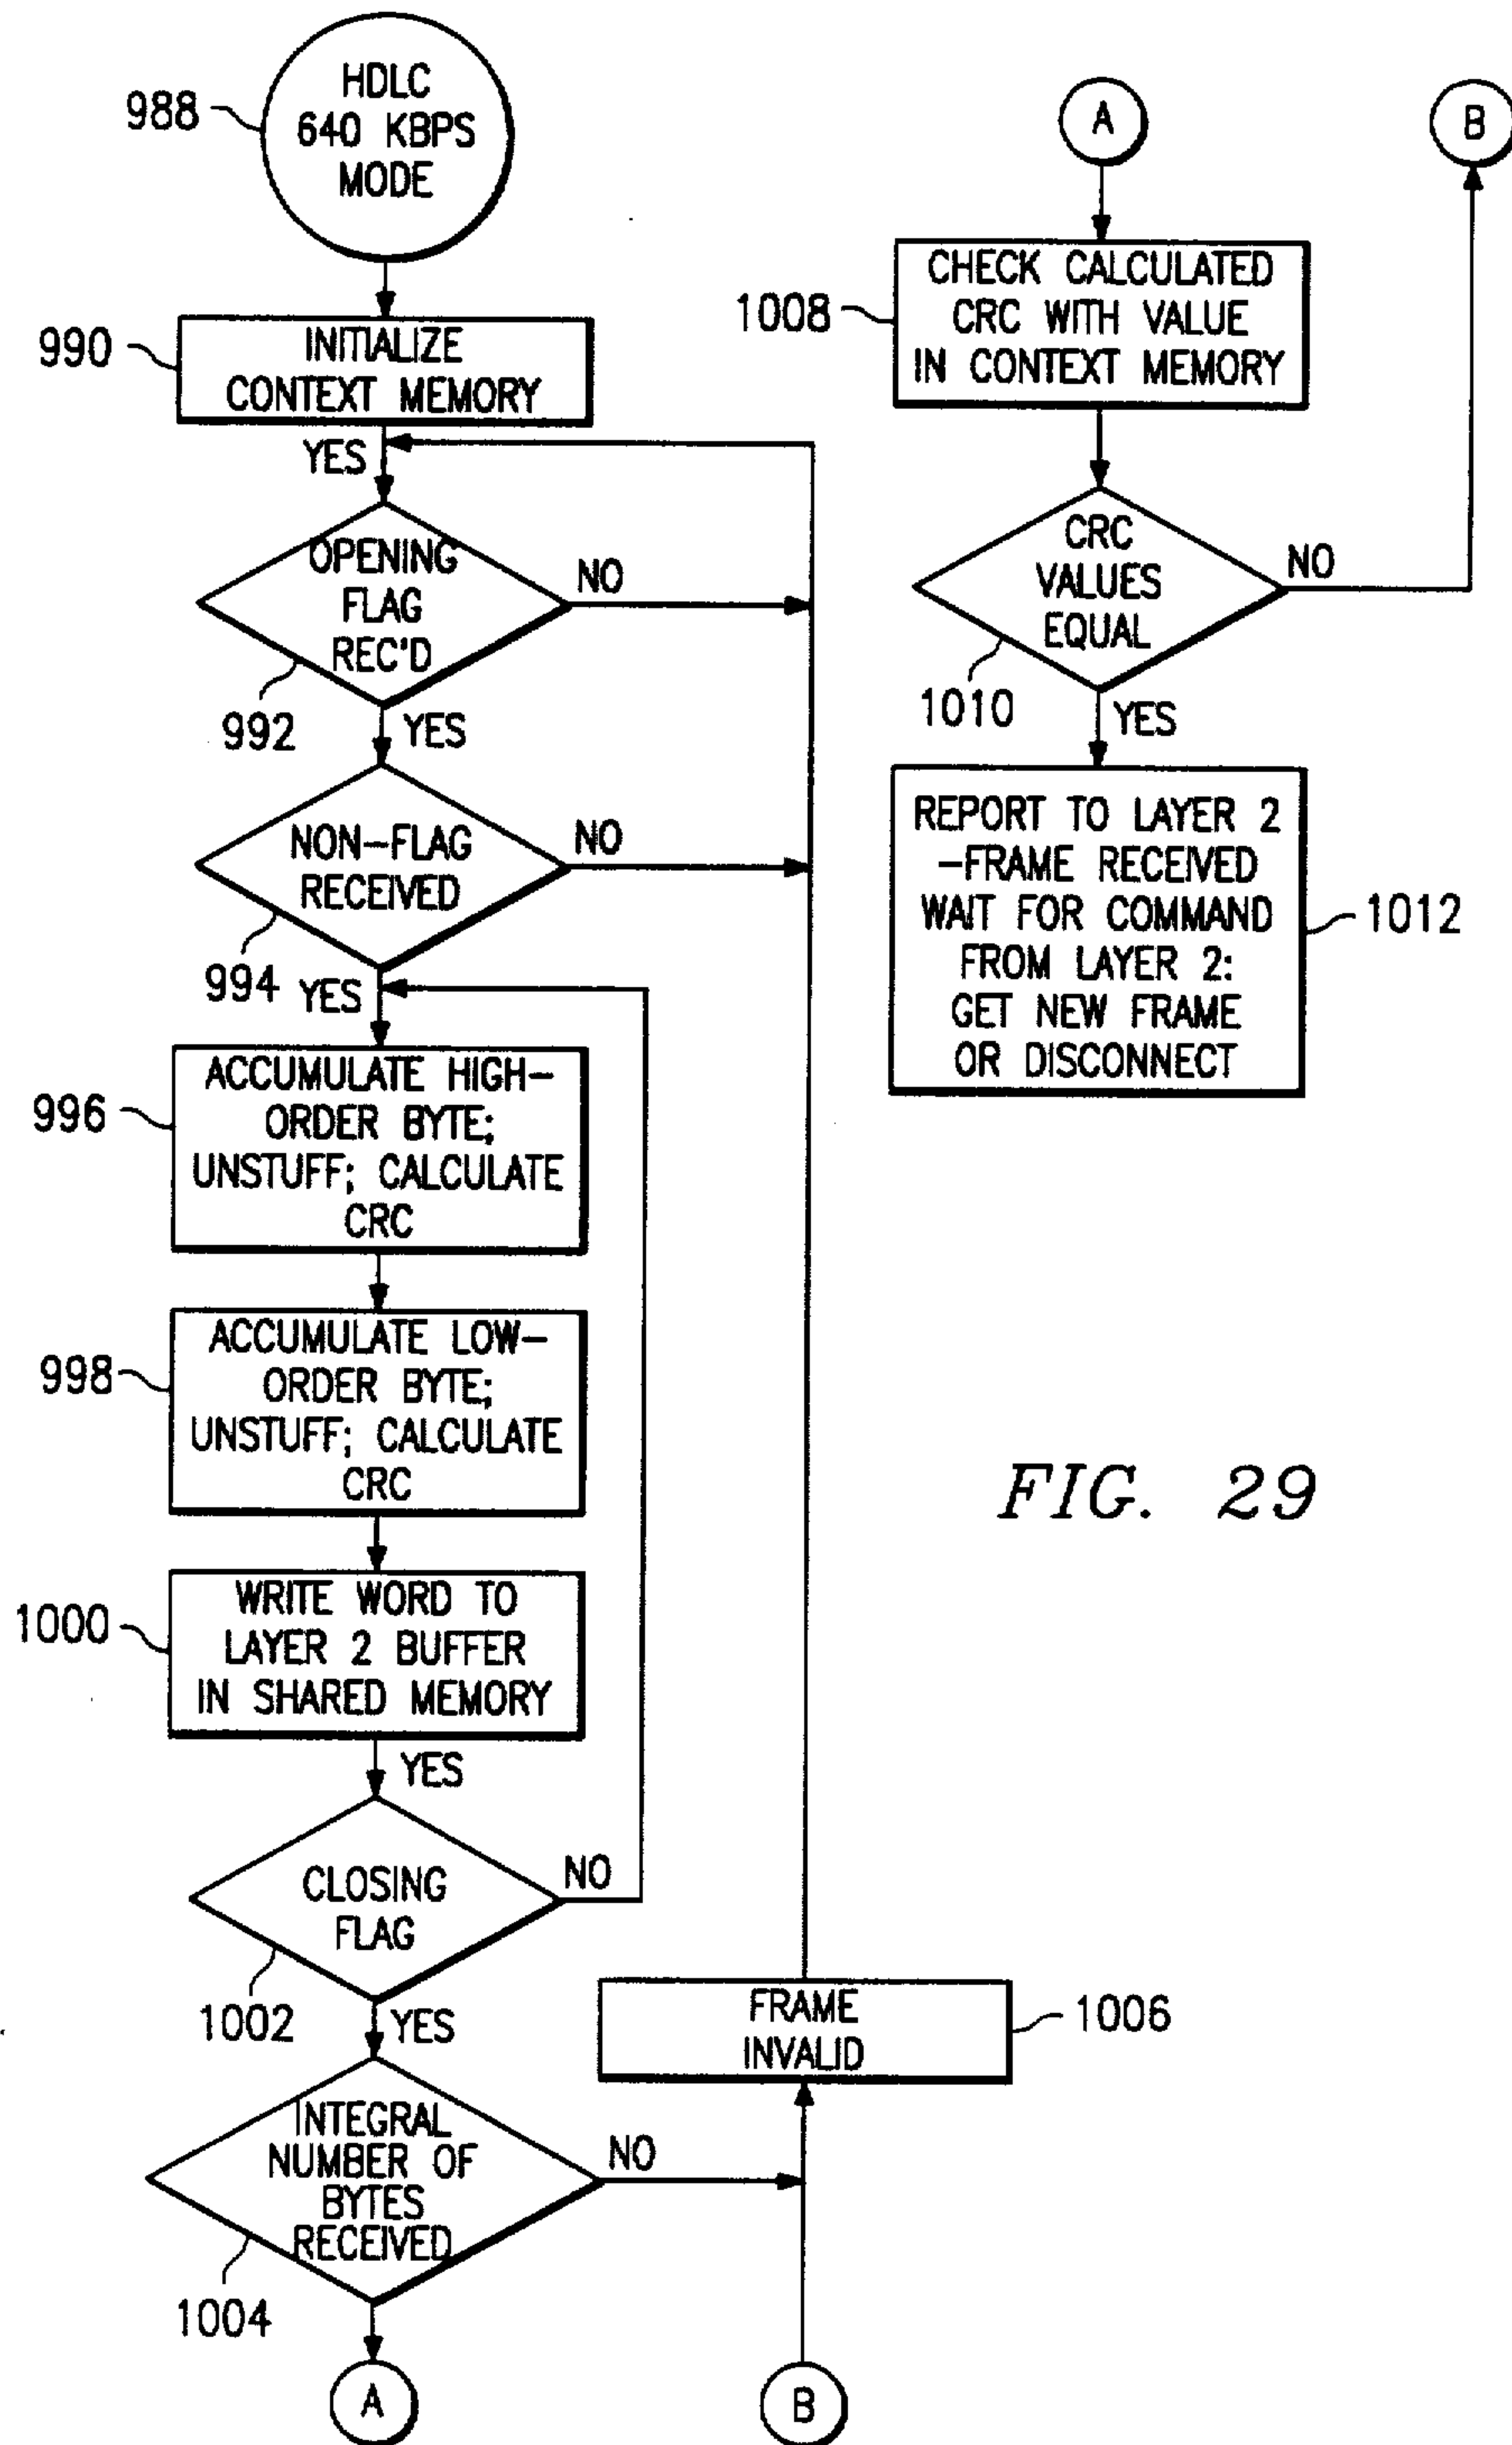 HDLC
640 KBPS
MODE
988
INITIALIZE
CONTEXT MEMORY
990
YES
OPENING
FLAG
REC'D
NO
992
YES
NON-FLAG
RECEIVED
NO
994
YES
ACCUMULATE HIGH-
ORDER BYTE;
UNSTUFF; CALCULATE
CRC
996
ACCUMULATE LOW-
ORDER BYTE;
UNSTUFF; CALCULATE
CRC
998
WRITE WORD TO
LAYER 2 BUFFER
IN SHARED MEMORY
1000
YES
CLOSING
FLAG
NO
1002
YES
INTEGRAL
NUMBER OF
BYTES
RECEIVED
NO
1004
A
FRAME
INVALID
1006
B
A
B
CHECK CALCULATED
CRC WITH VALUE
IN CONTEXT MEMORY
1008
CRC
VALUES
EQUAL
NO
1010
YES
REPORT TO LAYER 2
-FRAME RECEIVED
WAIT FOR COMMAND
FROM LAYER 2:
GET NEW FRAME
OR DISCONNECT
1012
FIG. 29